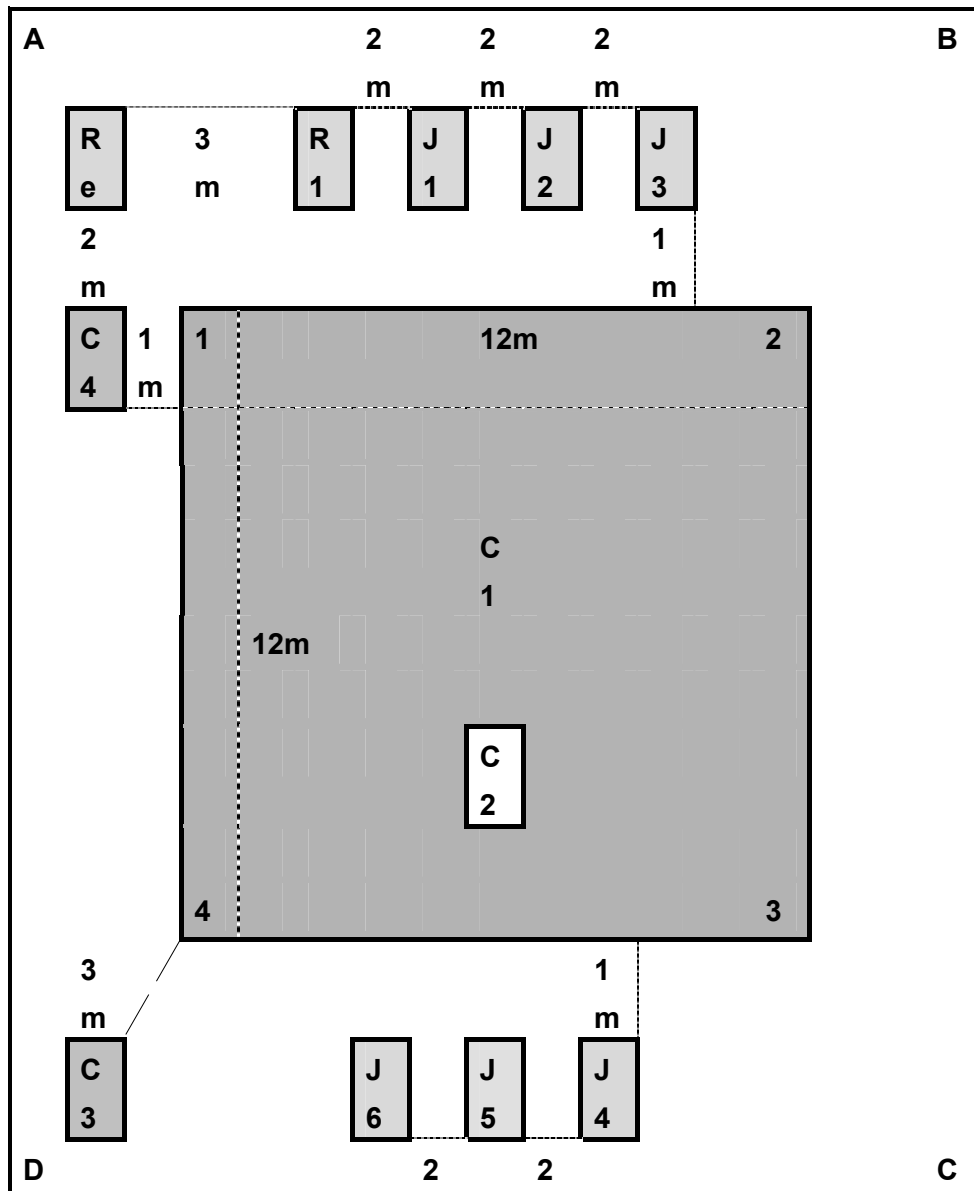 A 2 2 2 B
m m m
R 3 R J J J
e m 1 1 2 3
2 1
m m
C 1 1 12m 2
4 m
C
1
12m
C
2
4 3
3 1
m m
C J J J
3 6 5 4
D 2 2 C